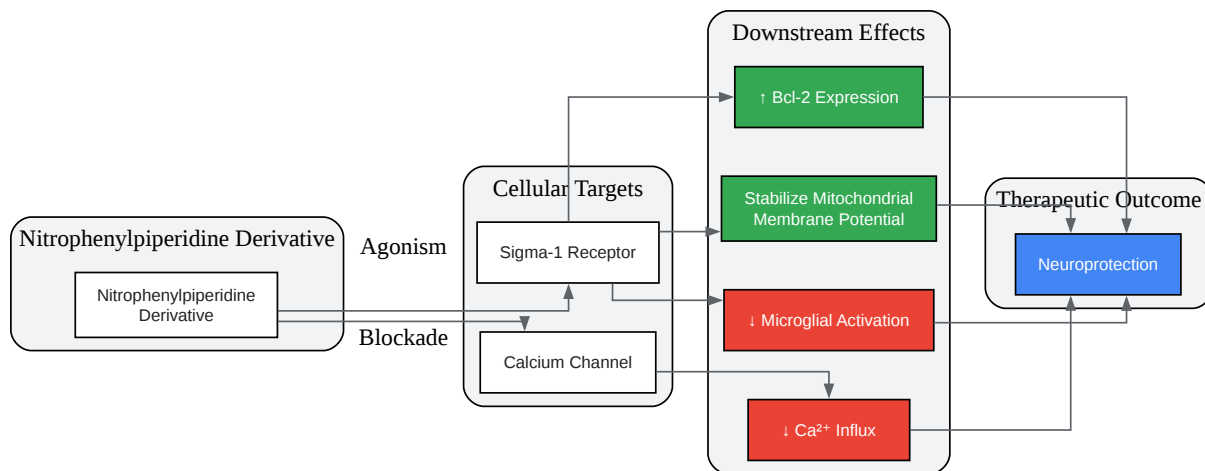 Nitrophenylpiperidine Derivative
Nitrophenylpiperidine
Derivative
Agonism
Blockade
Cellular Targets
Sigma-1 Receptor
Calcium Channel
Downstream Effects
↑ Bcl-2 Expression
Stabilize Mitochondrial
Membrane Potential
↓ Microglial Activation
↓ Ca²⁺ Influx
Therapeutic Outcome
Neuroprotection